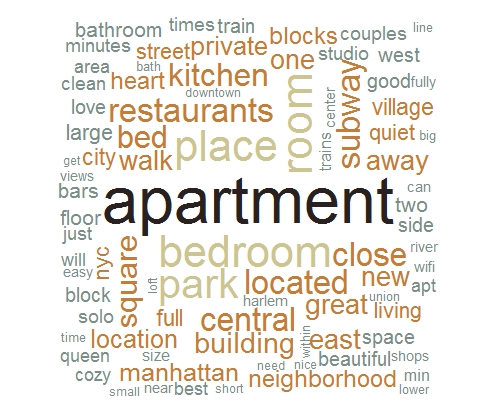 bathroom times train blocks couples line
minutes street private one studio west
area bath heart kitchen downtown good fully
clean love restaurants room center subway village
large bed place trains quiet big
get city walk away
views bars apartment can
floor two
just side
nyc square bedroom close river
will easy loft park located new wifi apt
block harlem great union living
solo full central
time location building within east space
queen size need nice beautiful shops
cozy manhattan neighborhood min
small near best short lower